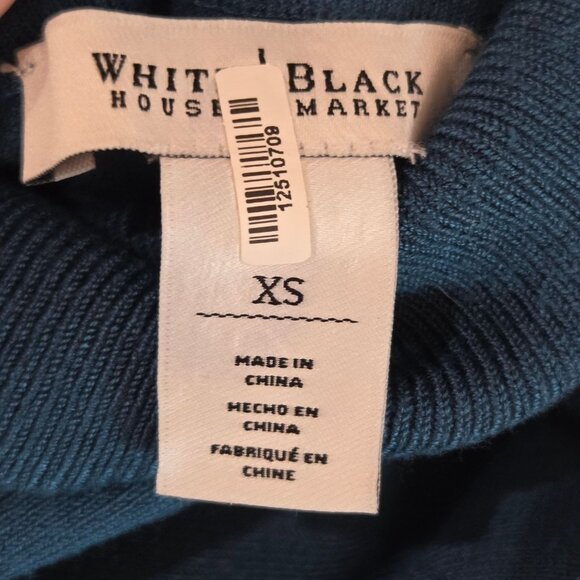 WHITE BLACK
HOUSE MARKET
12510709
XS
MADE IN
CHINA
HECHO EN
CHINA
FABRIQUÉ EN
CHINE